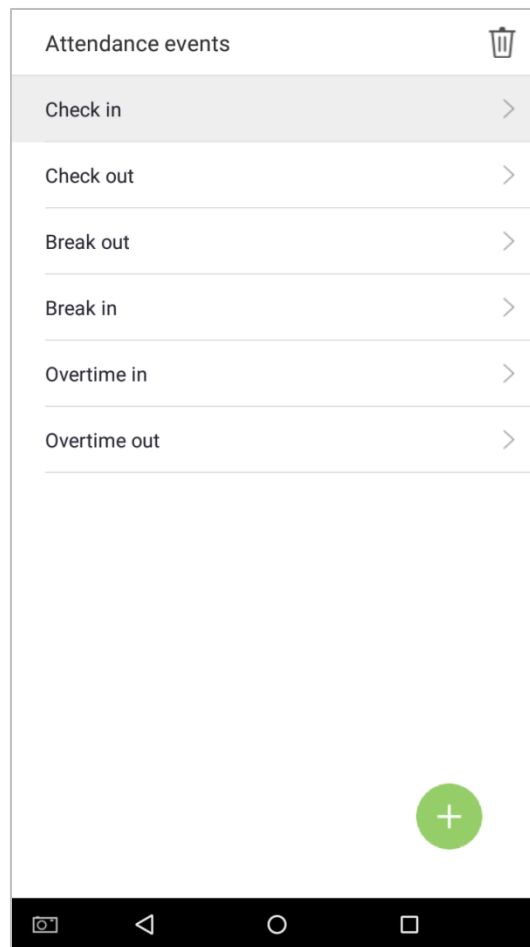 Attendance events
Check in
Check out
Break out
Break in
Overtime in
Overtime out